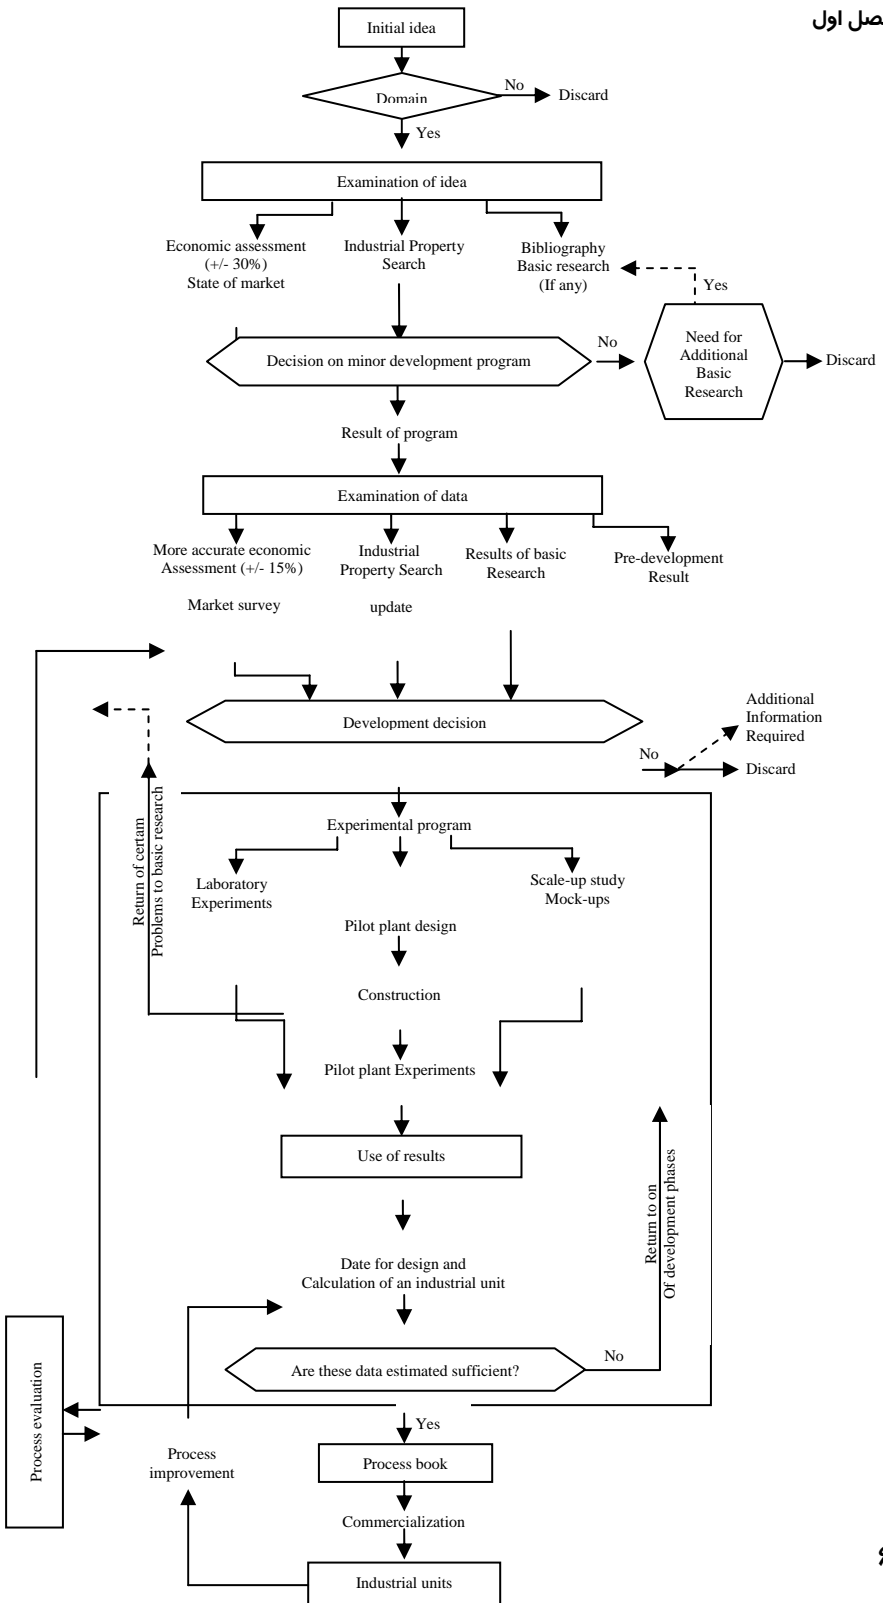 صل اول
Initial idea
No
Domain
Discard
Yes
Examination of idea
Economic assessment
(+/- 30%)
State of market
Industrial Property
Search
Bibliography
Basic research
(If any)
Yes
Need for
Additional
Basic
Research
No
Discard
Decision on minor development program
Result of program
Examination of data
More accurate economic
Assessment (+/- 15%)
Market survey
Industrial
Property Search
update
Results of basic
Research
Pre-development
Result
Development decision
Additional
Information
Required
No
Discard
Return of certam
Problems to basic research
Experimental program
Laboratory
Experiments
Scale-up study
Mock-ups
Pilot plant design
Construction
Pilot plant Experiments
Use of results
Return to on
Of development phases
Date for design and
Calculation of an industrial unit
Are these data estimated sufficient?
No
Yes
Process evaluation
Process
improvement
Process book
Commercialization
Industrial units